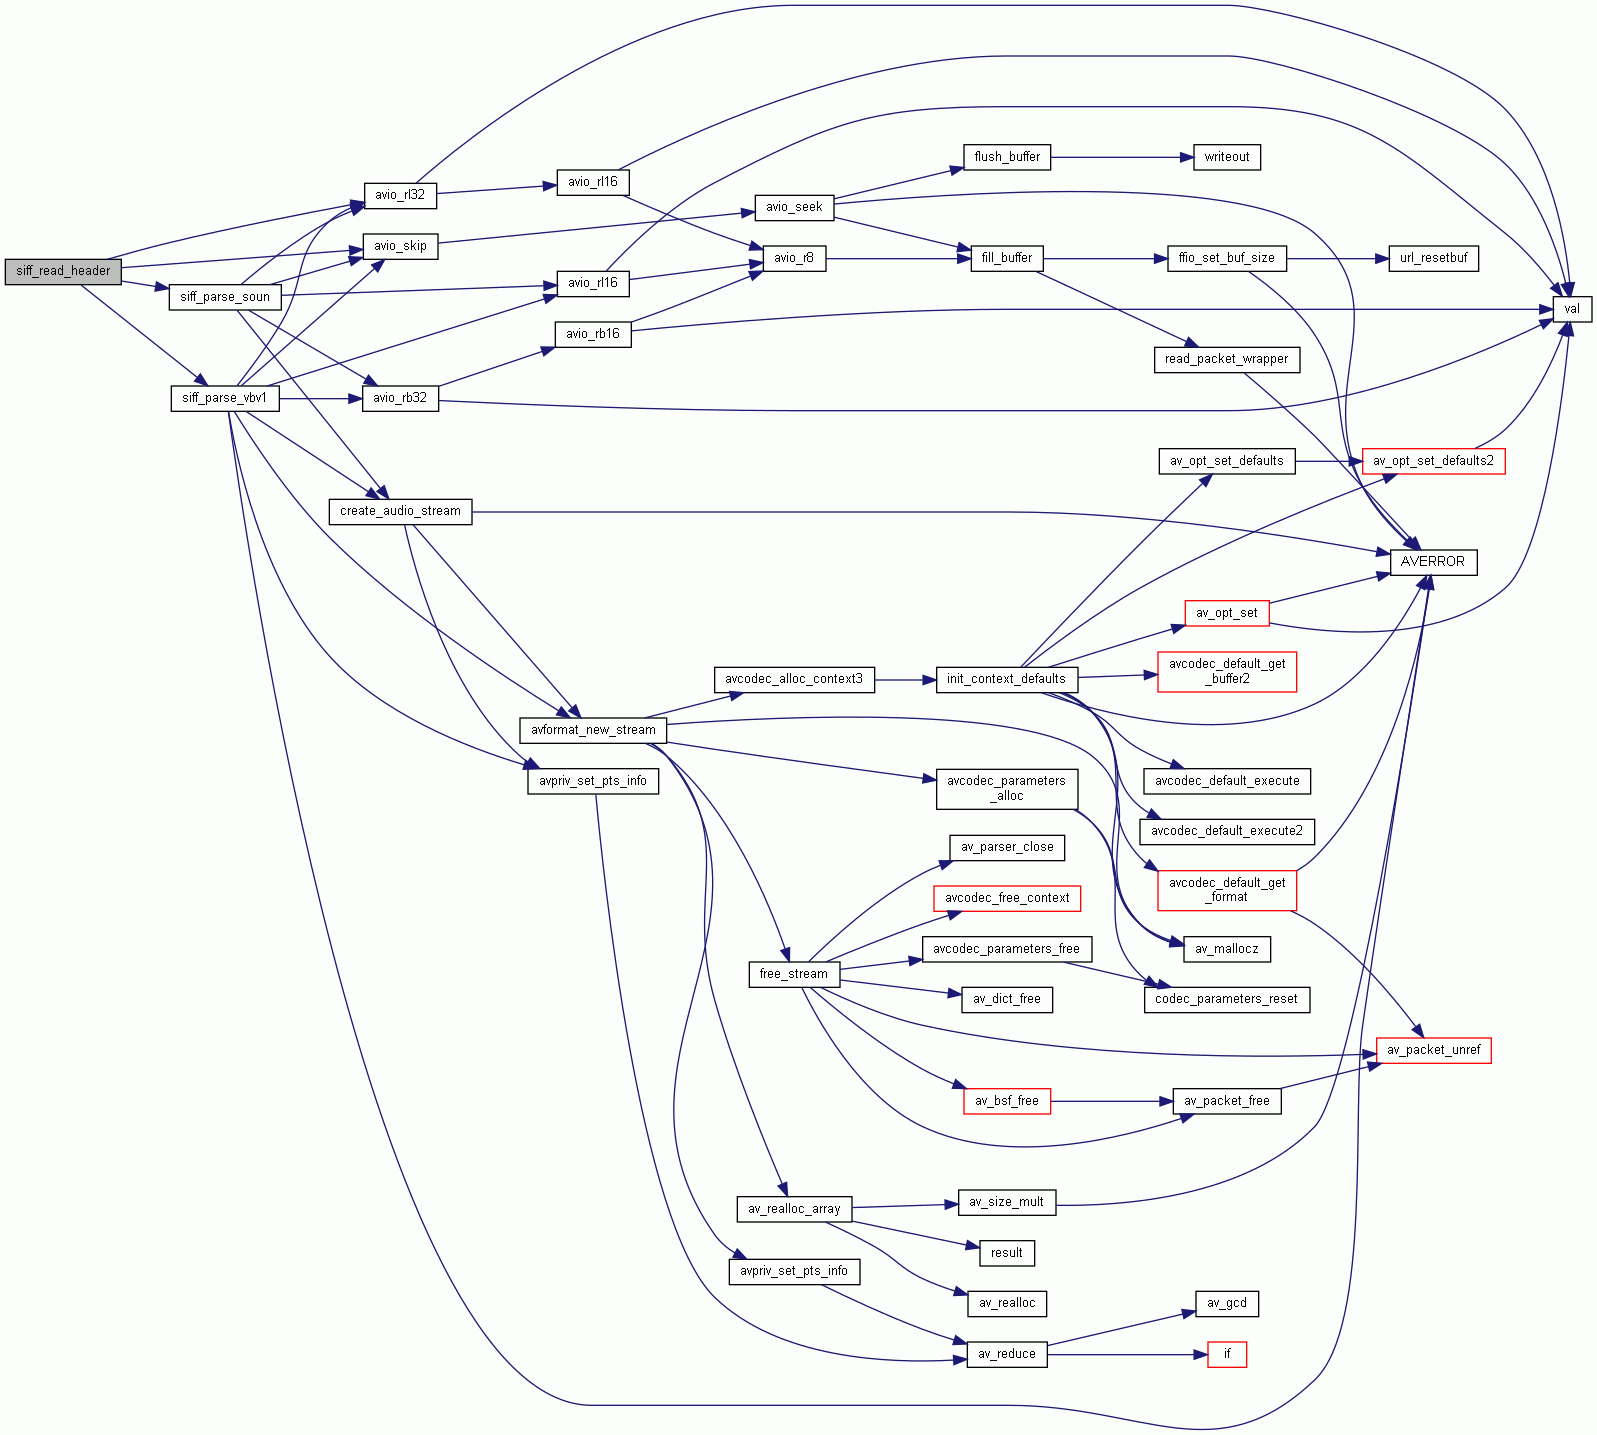 siff_read_header
siff_parse_soun
siff_parse_vbv1
avio_rl32
avio_skip
avio_rb32
create_audio_stream
avio_rl16
avio_rl16
avio_rb16
avformat_new_stream
avpriv_set_pts_info
avio_seek
avio_r8
avcodec_alloc_context3
free_stream
av_realloc_array
avpriv_set_pts_info
flush_buffer
fill_buffer
init_context_defaults
avcodec_parameters
_alloc
av_parser_close
avcodec_free_context
avcodec_parameters_free
av_dict_free
av_bsf_free
av_size_mult
result
av_realloc
av_reduce
writeout
ffio_set_buf_size
read_packet_wrapper
av_opt_set_defaults
av_opt_set
avcodec_default_get
_buffer2
avcodec_default_execute
avcodec_default_execute2
avcodec_default_get
_format
av_mallocz
codec_parameters_reset
av_packet_free
av_gcd
if
url_resetbuf
av_opt_set_defaults2
AVERROR
av_packet_unref
val